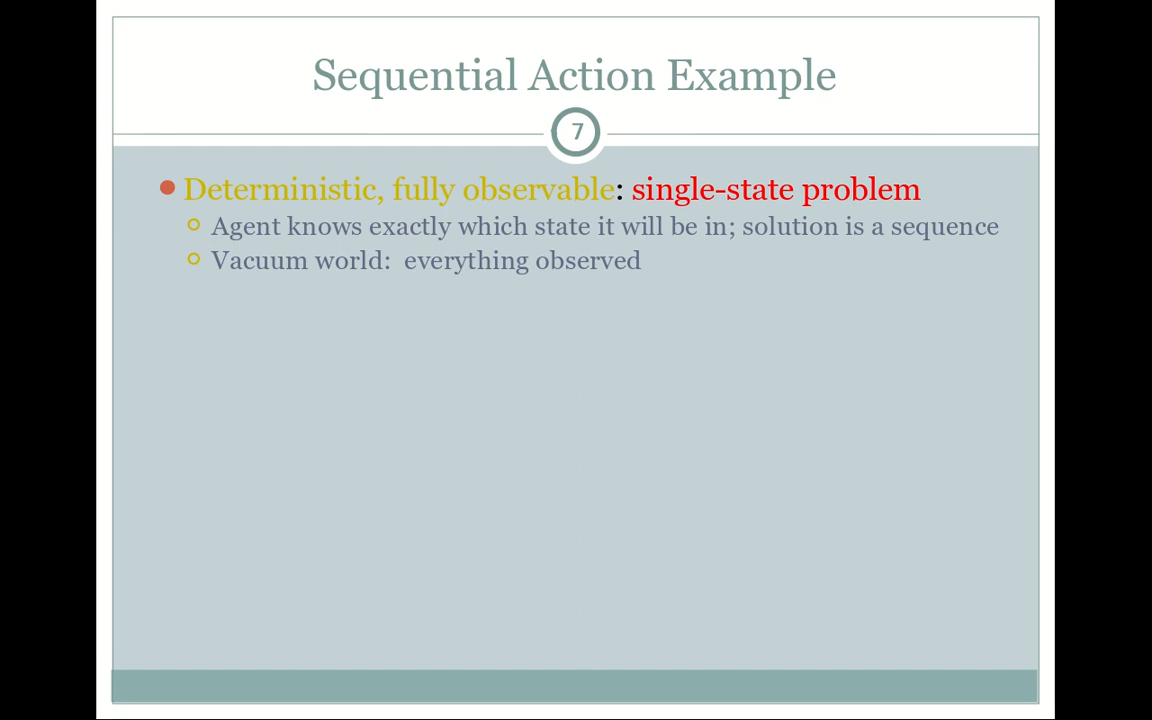 Sequential Action Example
7
Deterministic, fully observable: single-state problem
Agent knows exactly which state it will be in; solution is a sequence
Vacuum world:  everything observed